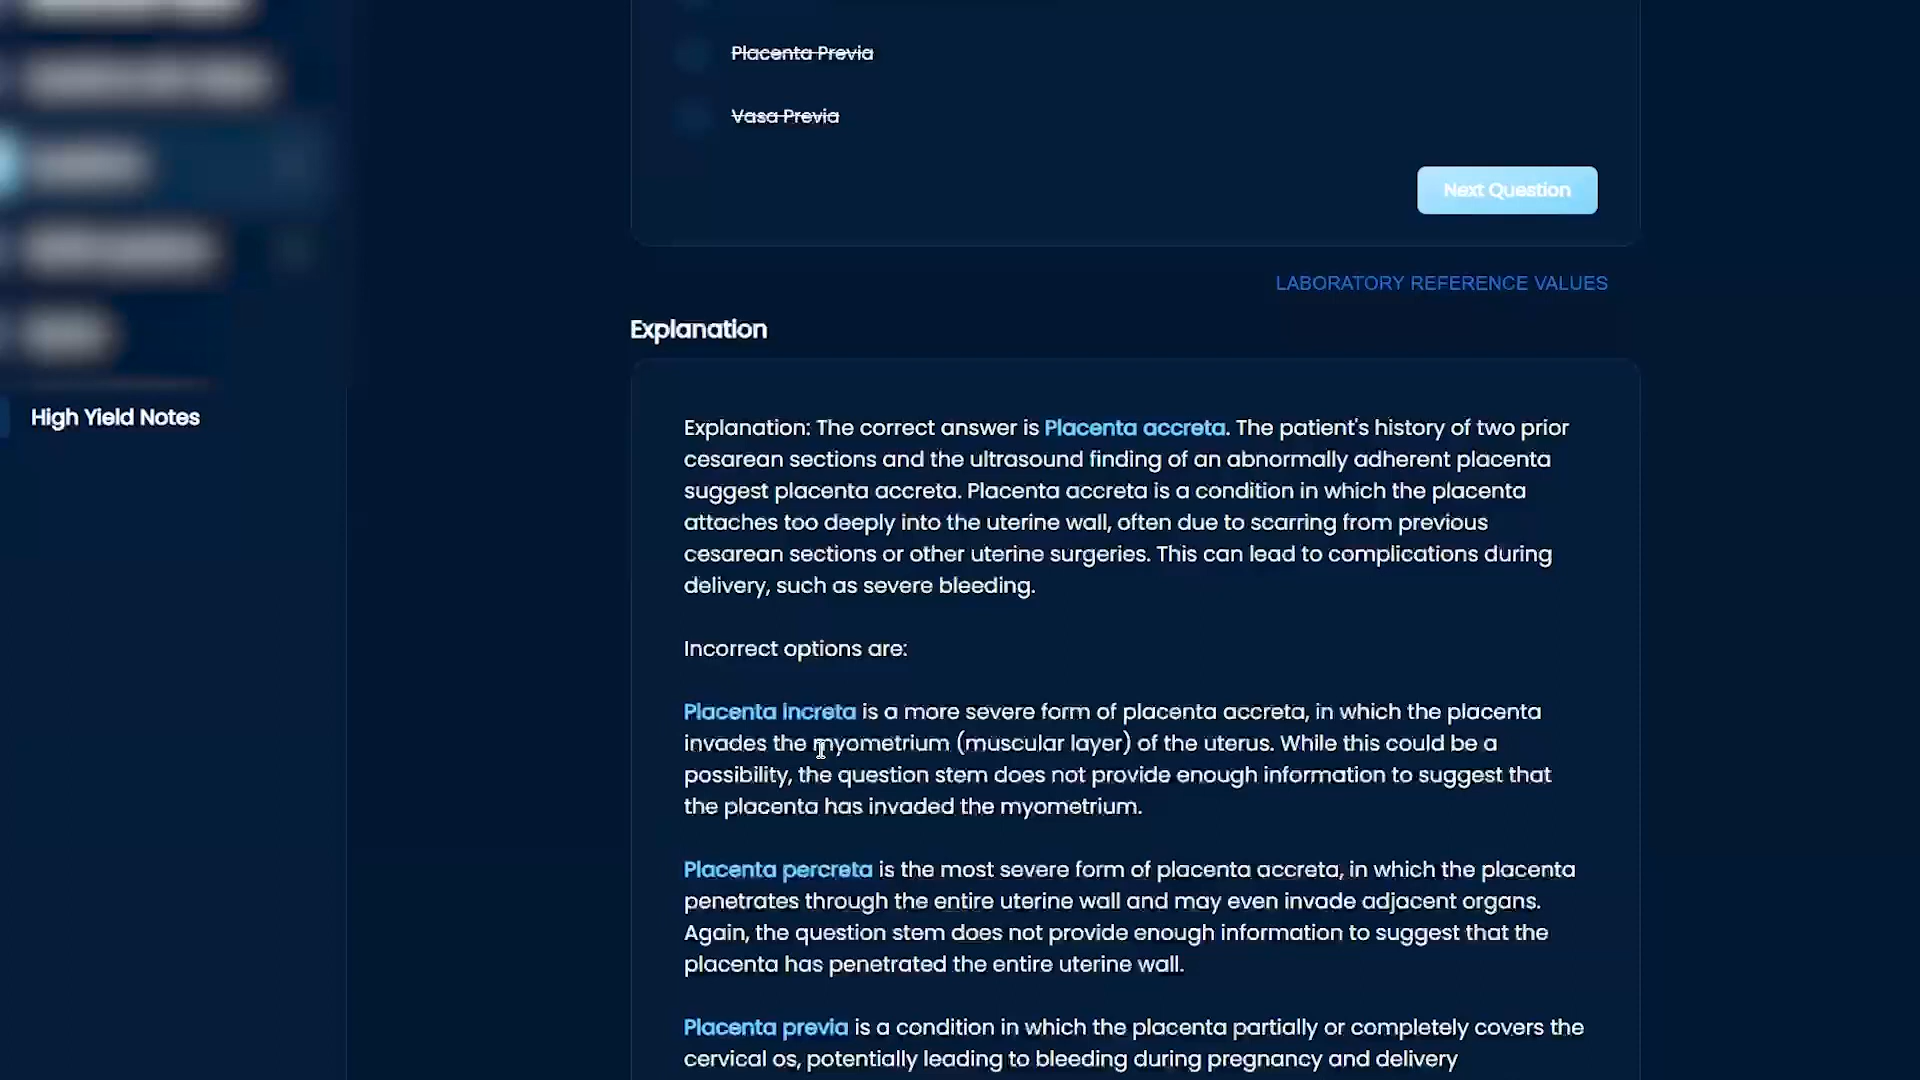 Placenta Previa
Vasa Previa
Next Question
LABORATORY REFERENCE VALUES
Explanation
High Yield Notes
Explanation: The correct answer is Placenta accreta. The patient's history of two prior
cesarean sections and the ultrasound finding of an abnormally adherent placenta
suggest placenta accreta. Placenta accreta is a condition in which the placenta
attaches too deeply into the uterine wall, often due to scarring from previous
cesarean sections or other uterine surgeries. This can lead to complications during
delivery, such as severe bleeding.
Incorrect options are:
Placenta increta is a more severe form of placenta accreta, in which the placenta
invades the myometrium (muscular layer) of the uterus. While this could be a
possibility, the question stem does not provide enough information to suggest that
the placenta has invaded the myometrium.
Placenta percreta is the most severe form of placenta accreta, in which the placenta
penetrates through the entire uterine wall and may even invade adjacent organs.
Again, the question stem does not provide enough information to suggest that the
placenta has penetrated the entire uterine wall.
Placenta previa is a condition in which the placenta partially or completely covers the
cervical os, potentially leading to bleeding during pregnancy and delivery